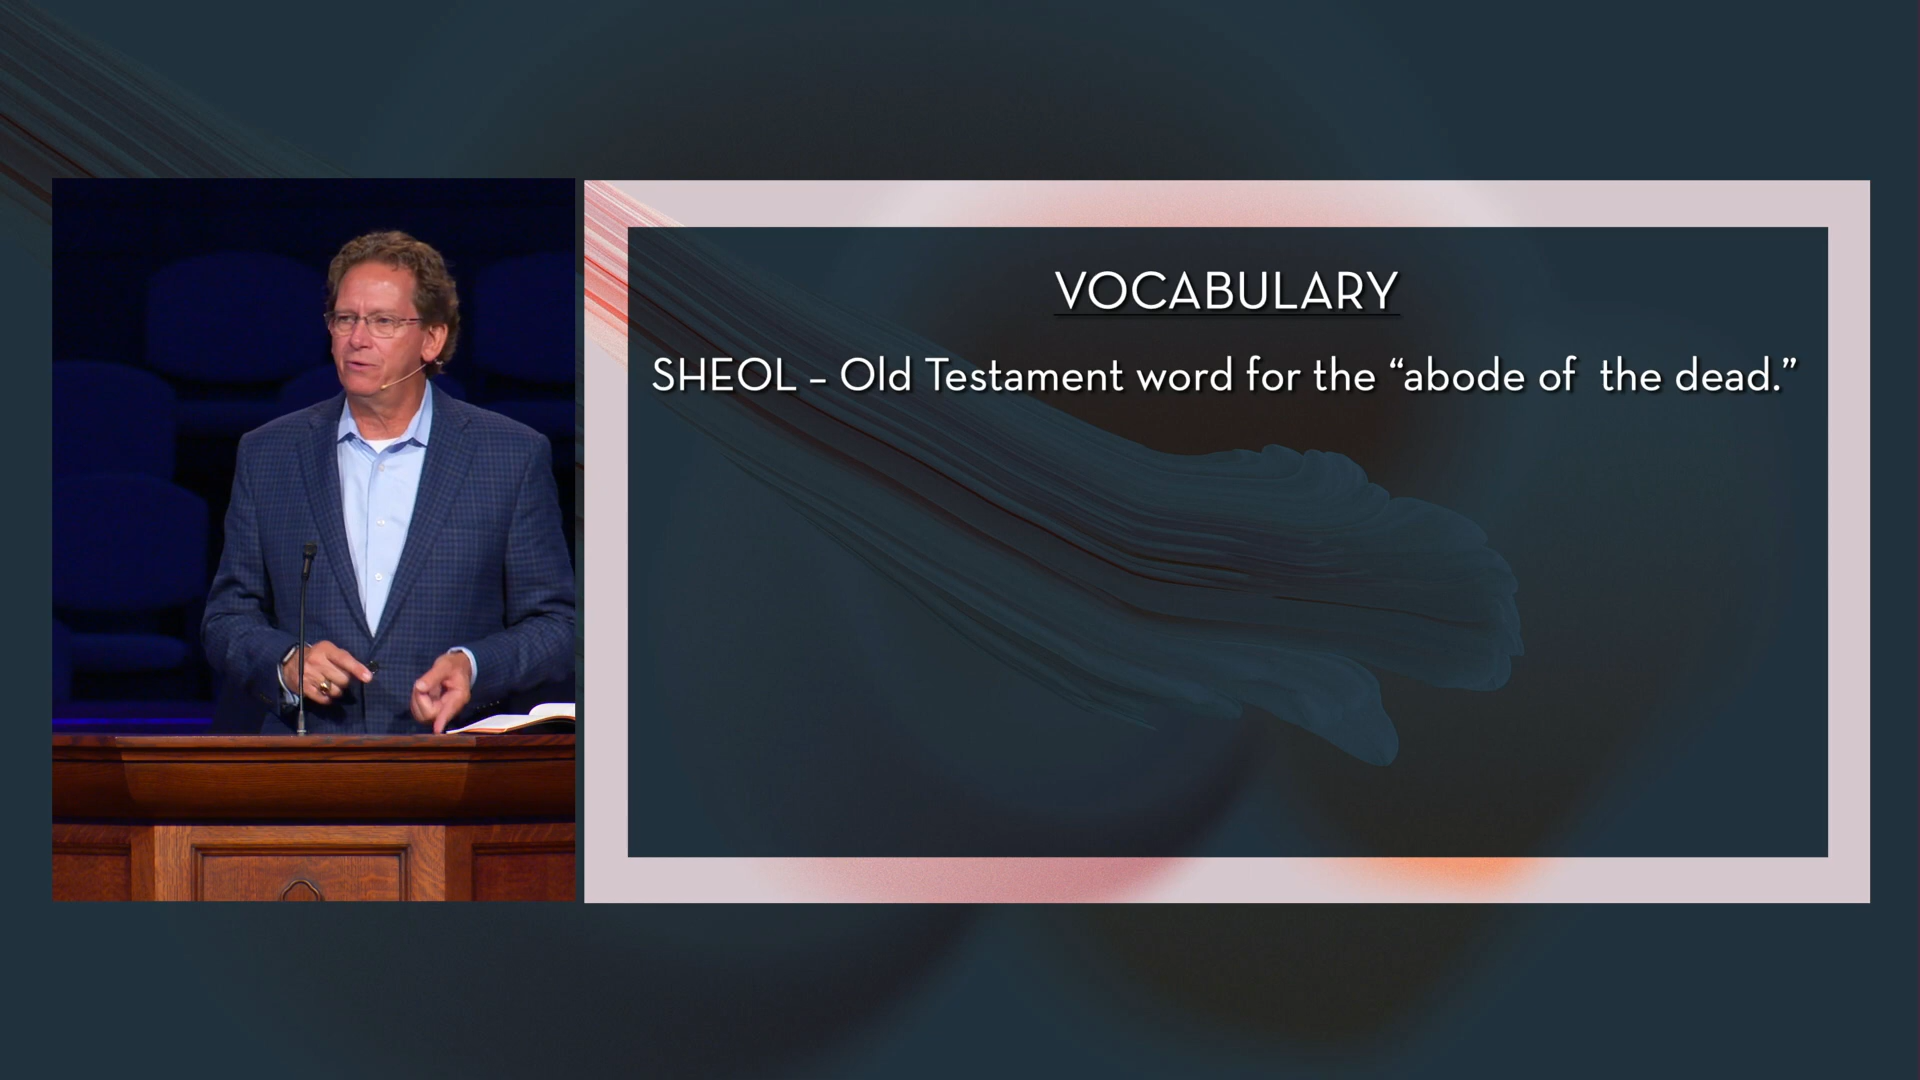 VOCABULARY
SHEOL – Old Testament word for the “abode of  the dead.”